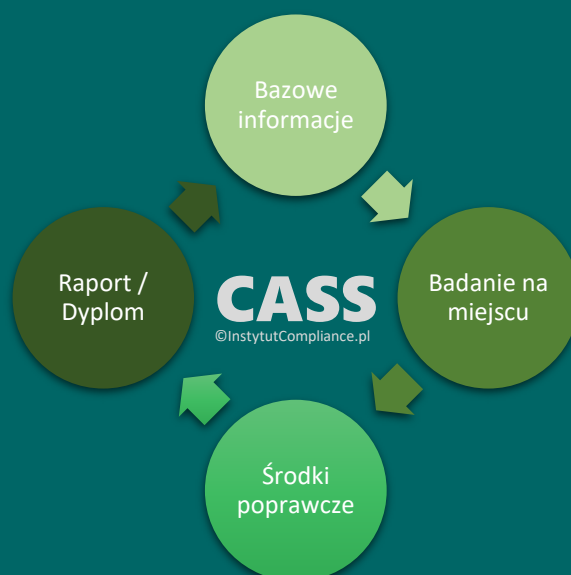 Bazowe
informacje
Raport /
Dyplom
CASS
©InstytutCompliance.pl
Badanie na
miejscu
Środki
poprawcze